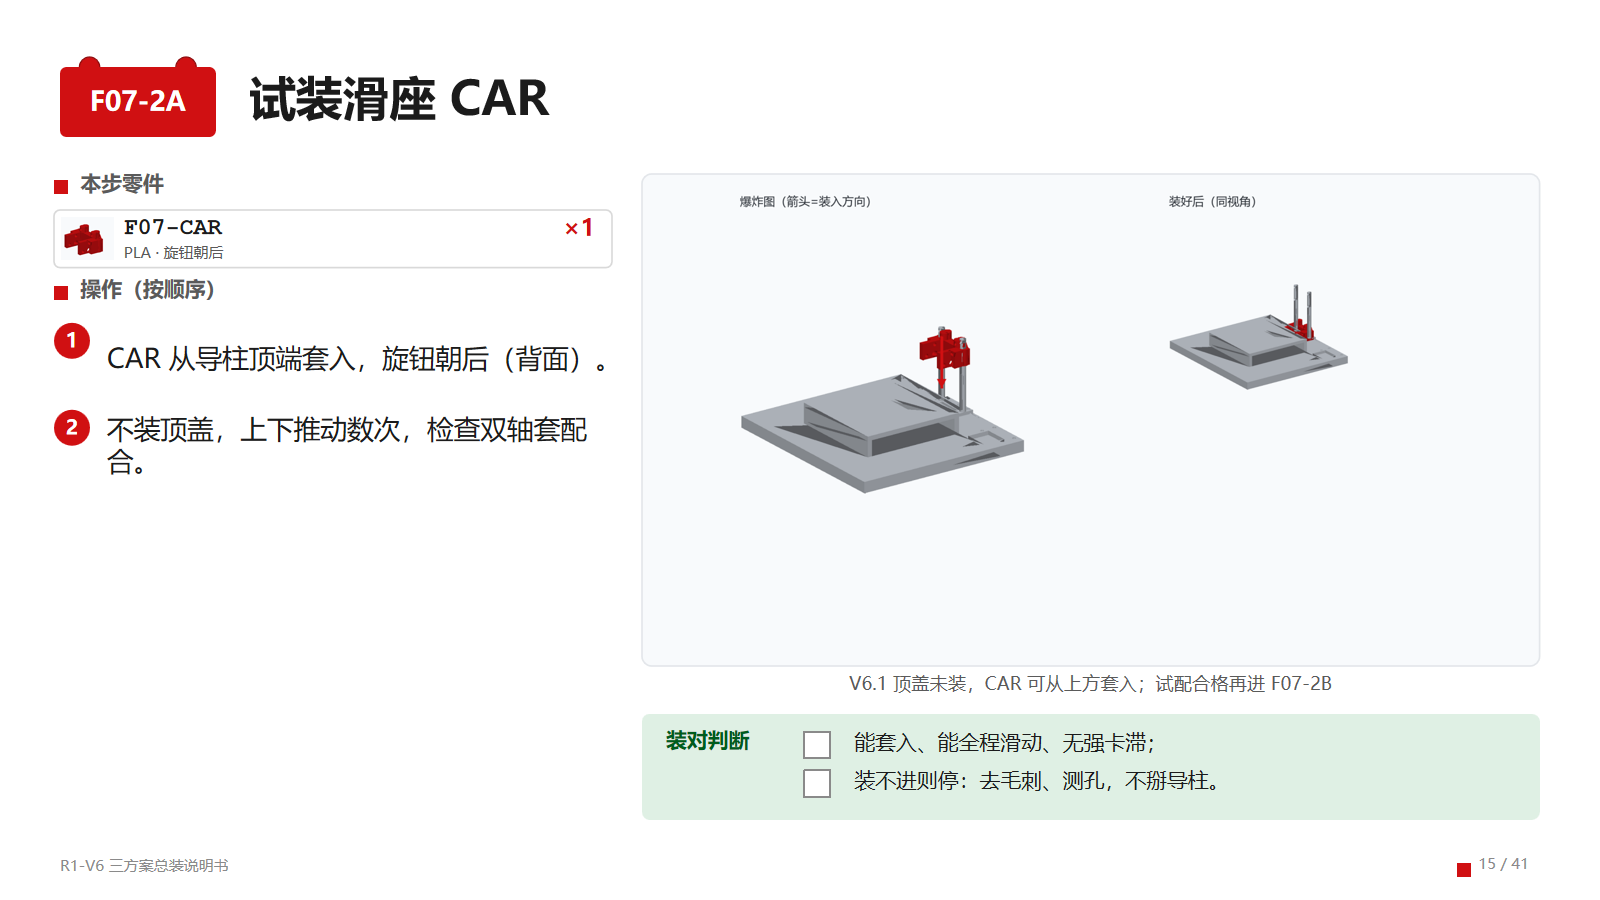 F07-2A
试装滑座 CAR
本步零件
F07-CAR
×1
PLA · 旋钮朝后
操作（按顺序）
1
CAR 从导柱顶端套入，旋钮朝后（背面）。
2
不装顶盖，上下推动数次，检查双轴套配
合。
爆炸图（箭头=装入方向）
装好后（同视角）
V6.1 顶盖未装，CAR 可从上方套入；试配合格再进 F07-2B
装对判断
能套入、能全程滑动、无强卡滞；
装不进则停：去毛刺、测孔，不掰导柱。
R1-V6 三方案总装说明书
15 / 41